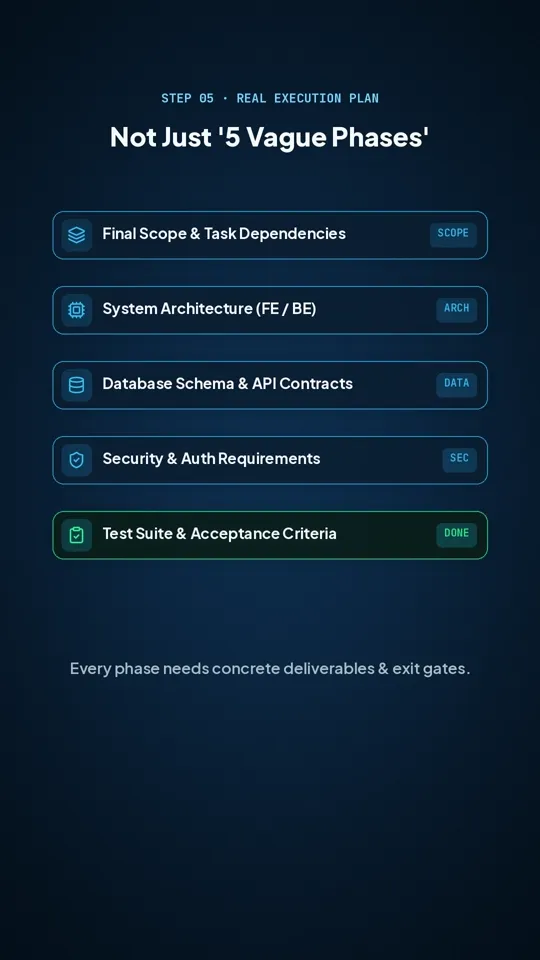 STEP 05 · REAL EXECUTION PLAN
Not Just '5 Vague Phases'
Final Scope & Task Dependencies SCOPE
System Architecture (FE / BE) ARCH
Database Schema & API Contracts DATA
Security & Auth Requirements SEC
Test Suite & Acceptance Criteria DONE
Every phase needs concrete deliverables & exit gates.